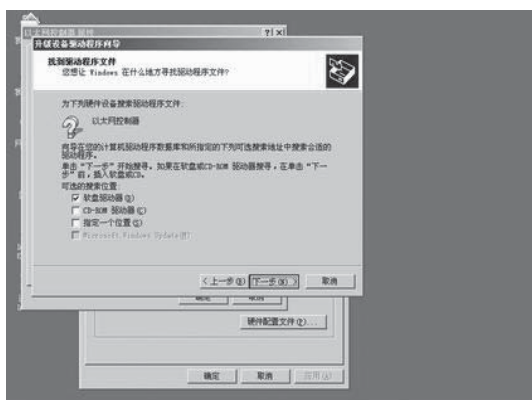 以太网控制器 属性
升级设备驱动程序向导
找到驱动程序文件
您想让 Windows 在什么地方寻找驱动程序文件?
为下列硬件设备搜索驱动程序文件:
以太网控制器
向导在您的计算机驱动程序数据库和所指定的下列可选搜索地址中搜索合适的
驱动程序。
单击“下一步”开始搜寻。如果在软盘或CD-ROM 驱动器搜寻，在单击“下一
步”前，插入软盘或CD。
可选的搜索位置:
软盘驱动器(D)
CD-ROM 驱动器(C)
指定一个位置(S)
Microsoft Windows Update(M)
<上一步(B) 下一步(N)> 取消
确定 取消
硬件配置文件(P)...
确定 取消 应用(A)